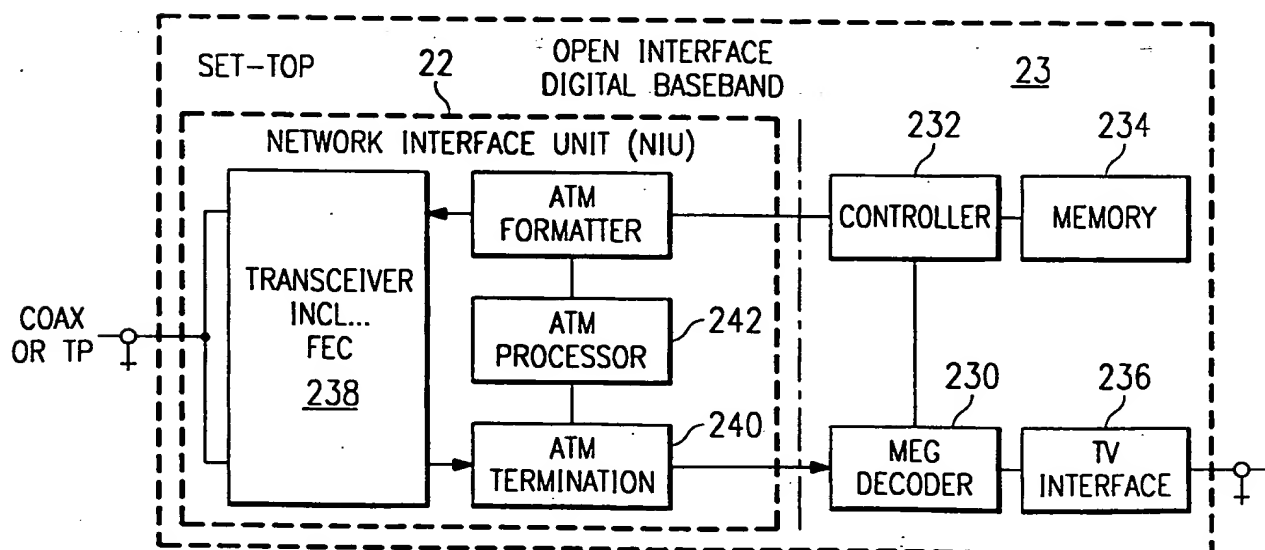 SET-TOP
22
OPEN INTERFACE
DIGITAL BASEBAND
23
NETWORK INTERFACE UNIT (NIU)
232
234
ATM
FORMATTER
CONTROLLER
MEMORY
TRANSCEIVER
INCL...
FEC
238
COAX
OR TP
ATM
PROCESSOR
242
230
236
240
ATM
TERMINATION
MEG
DECODER
TV
INTERFACE